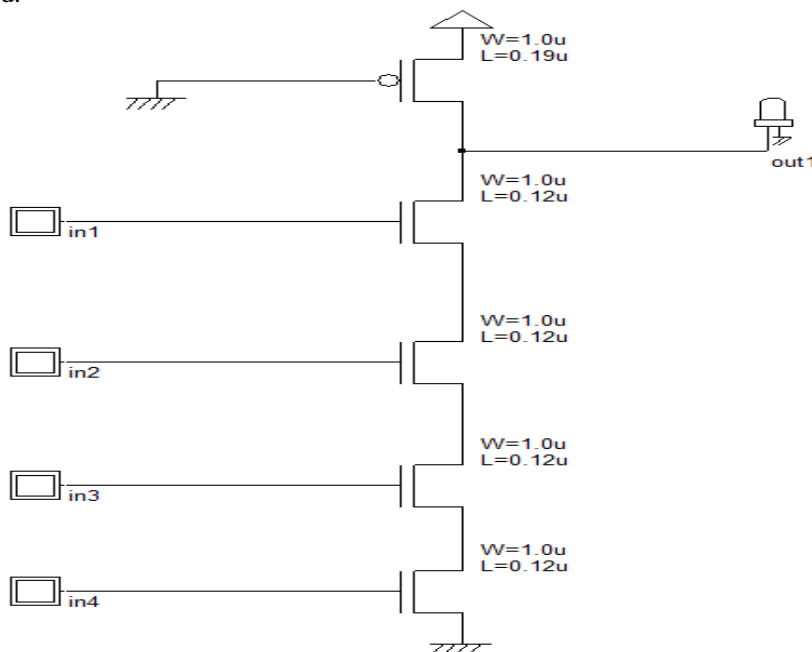 d.
W=1.0u
L=0.19u
out1
W=1.0u
L=0.12u
in1
W=1.0u
L=0.12u
in2
W=1.0u
L=0.12u
in3
W=1.0u
L=0.12u
in4